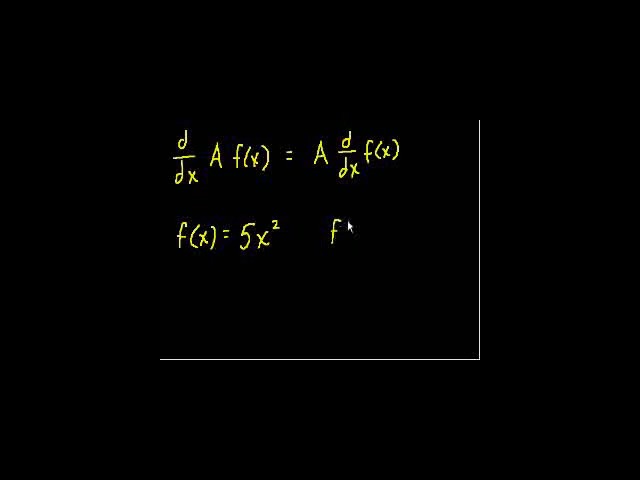 d/dx A f(x) = A d/dx f(x)
f(x) = 5x² f